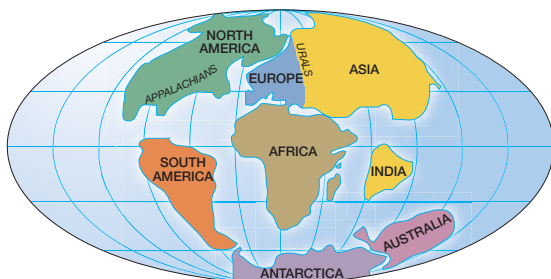 NORTH
AMERICA
APPALACHIANS
EUROPE
URALS
ASIA
AFRICA
SOUTH
AMERICA
INDIA
AUSTRALIA
ANTARCTICA